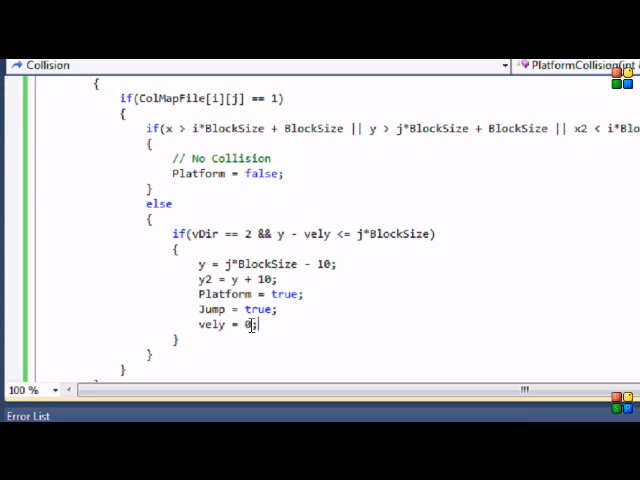 Collision PlatformCollision(int
{
if(ColMapFile[i][j] == 1)
{
if(x > i*BlockSize + BlockSize || y > j*BlockSize + BlockSize || x2 < i*Blo
{
// No Collision
Platform = false;
}
else
{
if(vDir == 2 && y - vely <= j*BlockSize)
{
y = j*BlockSize - 10;
y2 = y + 10;
Platform = true;
Jump = true;
vely = 0;
}
}
}
100 %
Error List